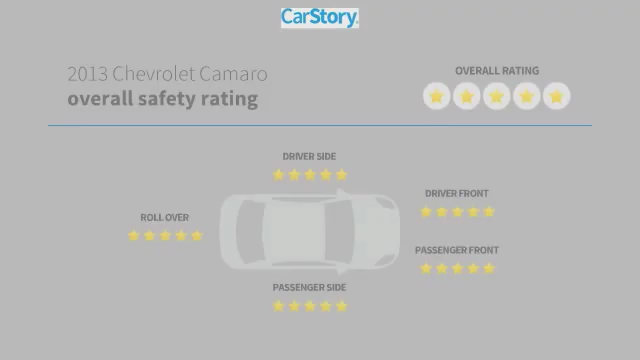 CarStory.
2013 Chevrolet Camaro
overall safety rating
OVERALL RATING
DRIVER SIDE
DRIVER FRONT
ROLL OVER
PASSENGER FRONT
PASSENGER SIDE